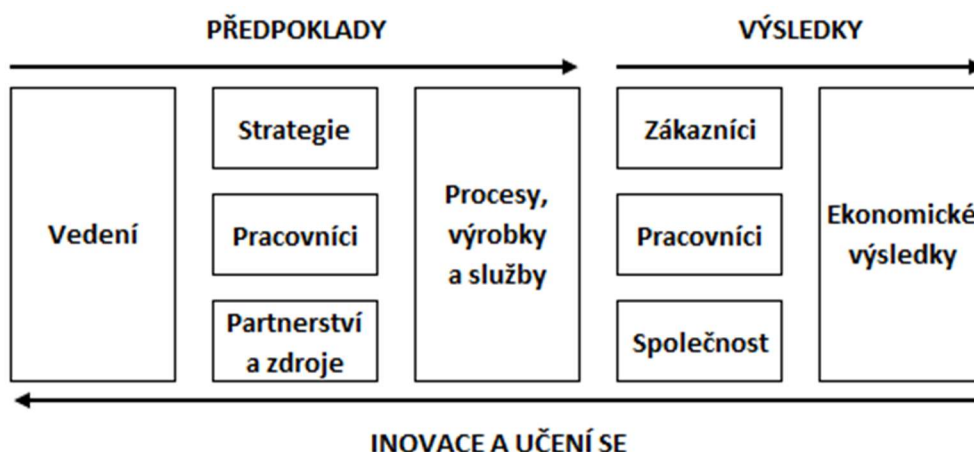 PŘEDPOKLADY
VÝSLEDKY
Vedení
Strategie
Pracovníci
Partnerství
a zdroje
Procesy,
výrobky
a služby
Zákazníci
Pracovníci
Společnost
Ekonomické
výsledky
INOVACE A UČENÍ SE